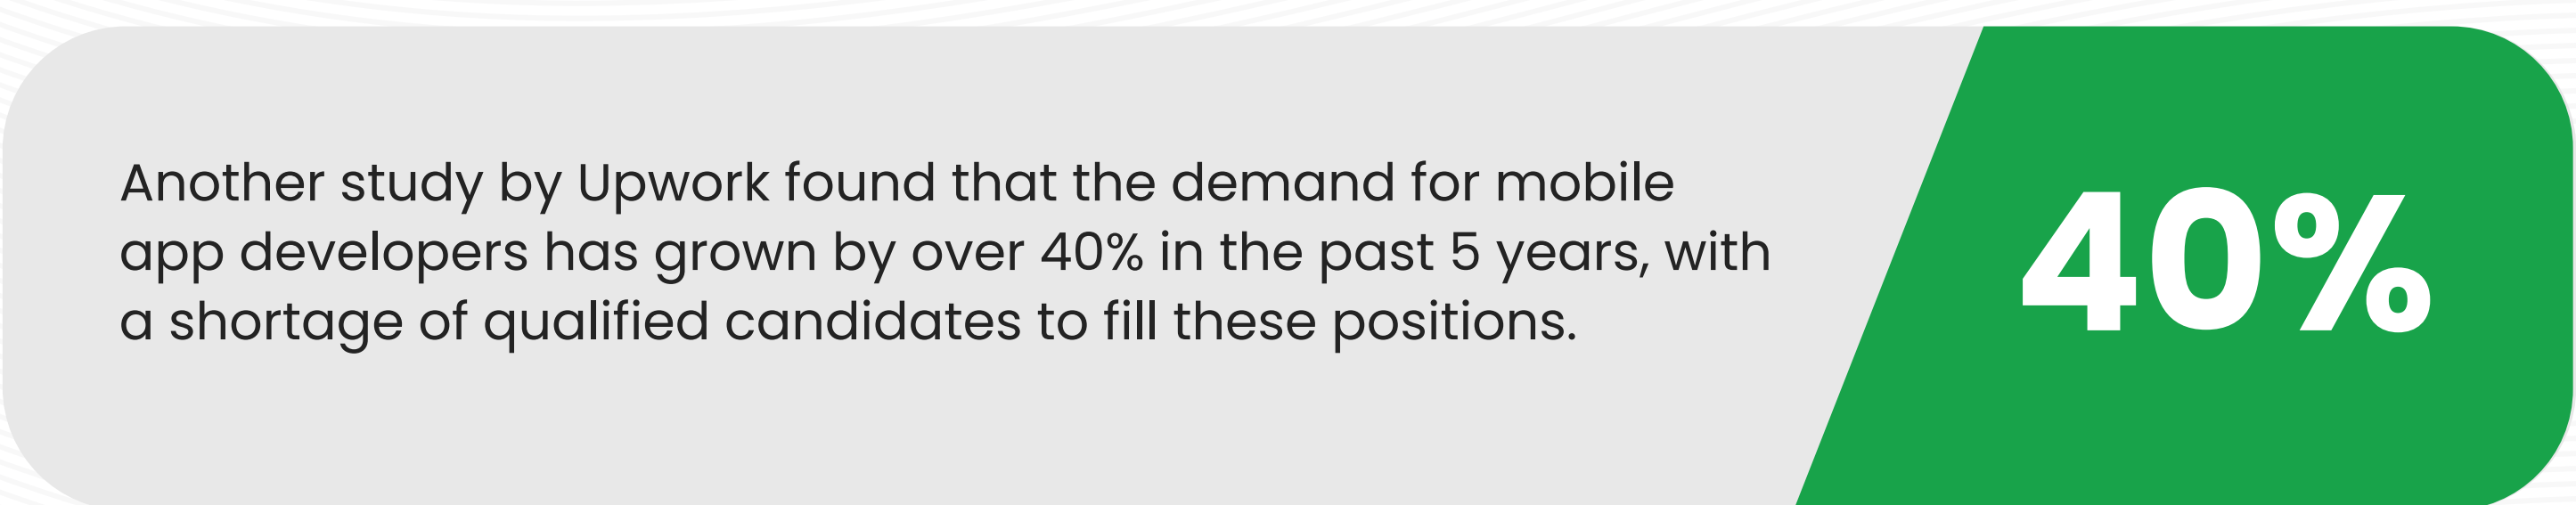 Another study by Upwork found that the demand for mobile
app developers has grown by over 40% in the past 5 years, with
a shortage of qualified candidates to fill these positions.
40%